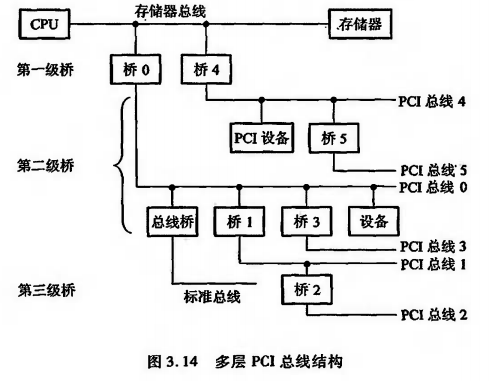 存储器总线
CPU
存储器
第一级桥
桥 0
桥 4
PCI 总线 4
PCI 设备
桥 5
第二级桥
PCI 总线 5
PCI 总线 0
总线桥
桥 1
桥 3
设备
PCI 总线 3
PCI 总线 1
第三级桥
标准总线
桥 2
PCI 总线 2
图 3.14 多层 PCI 总线结构